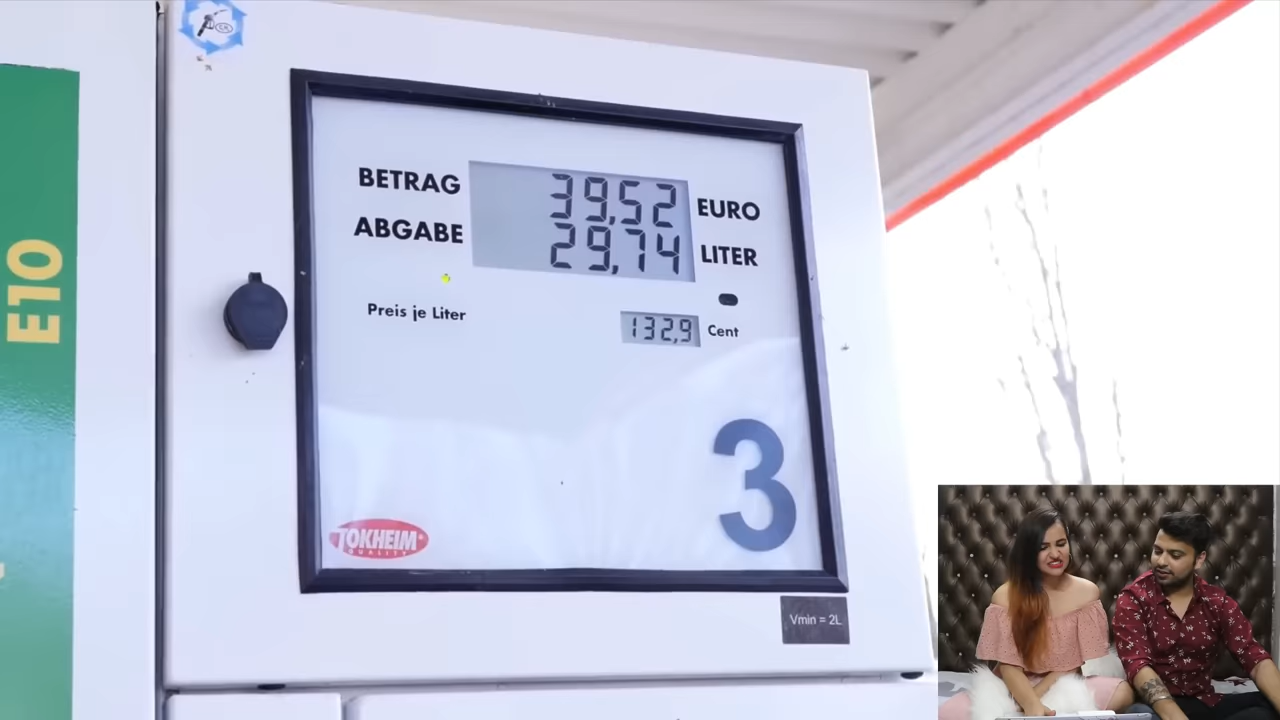 E10
BETRAG 39,52 EURO
ABGABE 29,74 LITER
Preis je Liter 132,9 Cent
3
TOKHEIM
QUALITY
Vmin = 2L